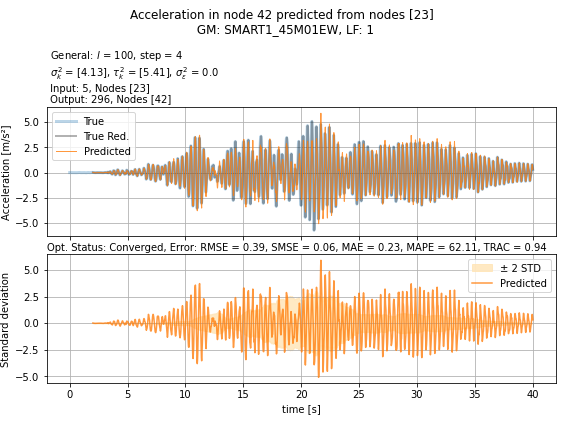 Acceleration in node 42 predicted from nodes [23]
GM: SMART1_45M01EW, LF: 1
General: l = 100, step = 4
σ²ₖ = [4.13], τ²ₖ = [5.41], σ²ε = 0.0
Input: 5, Nodes [23]
Output: 296, Nodes [42]
Acceleration [m/s²]
5.0
2.5
0.0
−2.5
−5.0
True
True Red.
Predicted
Opt. Status: Converged, Error: RMSE = 0.39, SMSE = 0.06, MAE = 0.23, MAPE = 62.11, TRAC = 0.94
Standard deviation
5.0
2.5
0.0
−2.5
−5.0
± 2 STD
Predicted
0 5 10 15 20 25 30 35 40
time [s]